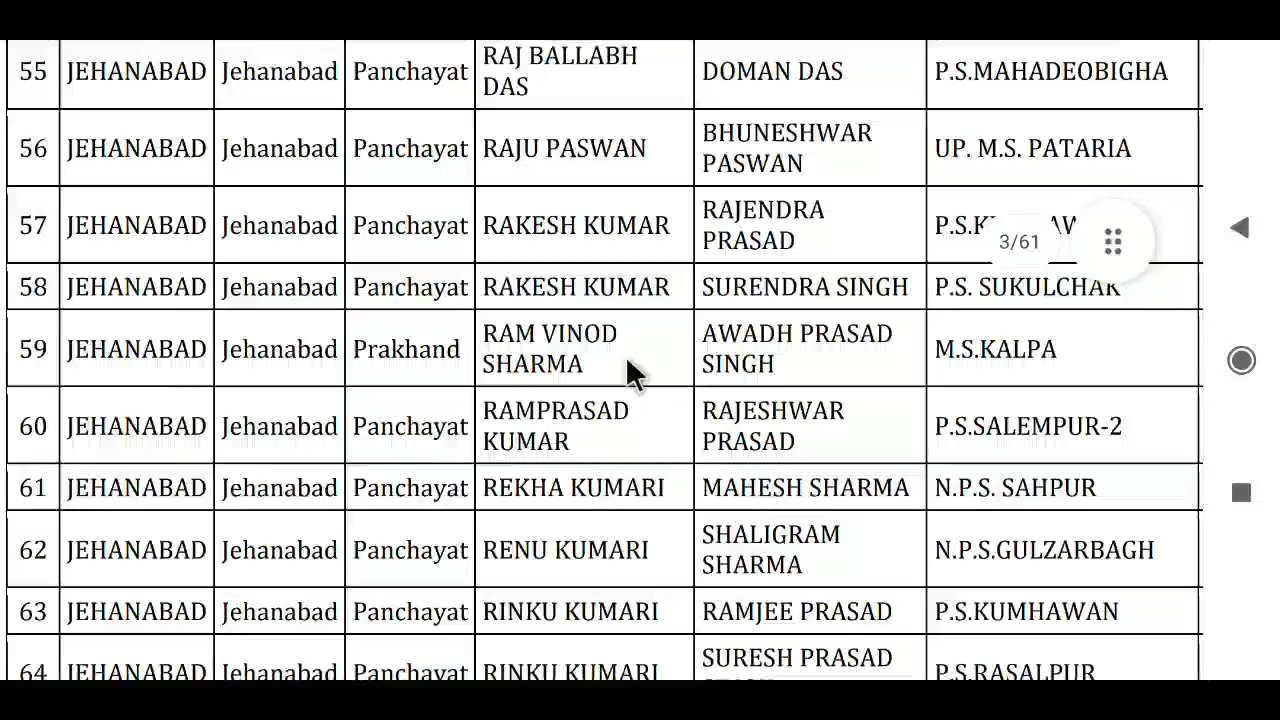 55 JEHANABAD Jehanabad Panchayat RAJ BALLABH DAS DOMAN DAS P.S.MAHADEOBIGHA
56 JEHANABAD Jehanabad Panchayat RAJU PASWAN BHUNESHWAR PASWAN UP. M.S. PATARIA
57 JEHANABAD Jehanabad Panchayat RAKESH KUMAR RAJENDRA PRASAD
3/61
58 JEHANABAD Jehanabad Panchayat RAKESH KUMAR SURENDRA SINGH P.S. SUKULCHAK
59 JEHANABAD Jehanabad Prakhand RAM VINOD SHARMA AWADH PRASAD SINGH M.S.KALPA
60 JEHANABAD Jehanabad Panchayat RAMPRASAD KUMAR RAJESHWAR PRASAD P.S.SALEMPUR-2
61 JEHANABAD Jehanabad Panchayat REKHA KUMARI MAHESH SHARMA N.P.S. SAHPUR
62 JEHANABAD Jehanabad Panchayat RENU KUMARI SHALIGRAM SHARMA N.P.S.GULZARBAGH
63 JEHANABAD Jehanabad Panchayat RINKU KUMARI RAMJEE PRASAD P.S.KUMHAWAN
64 JEHANABAD Jehanabad Panchayat RINKU KUMARI SURESH PRASAD P.S.RASALPUR